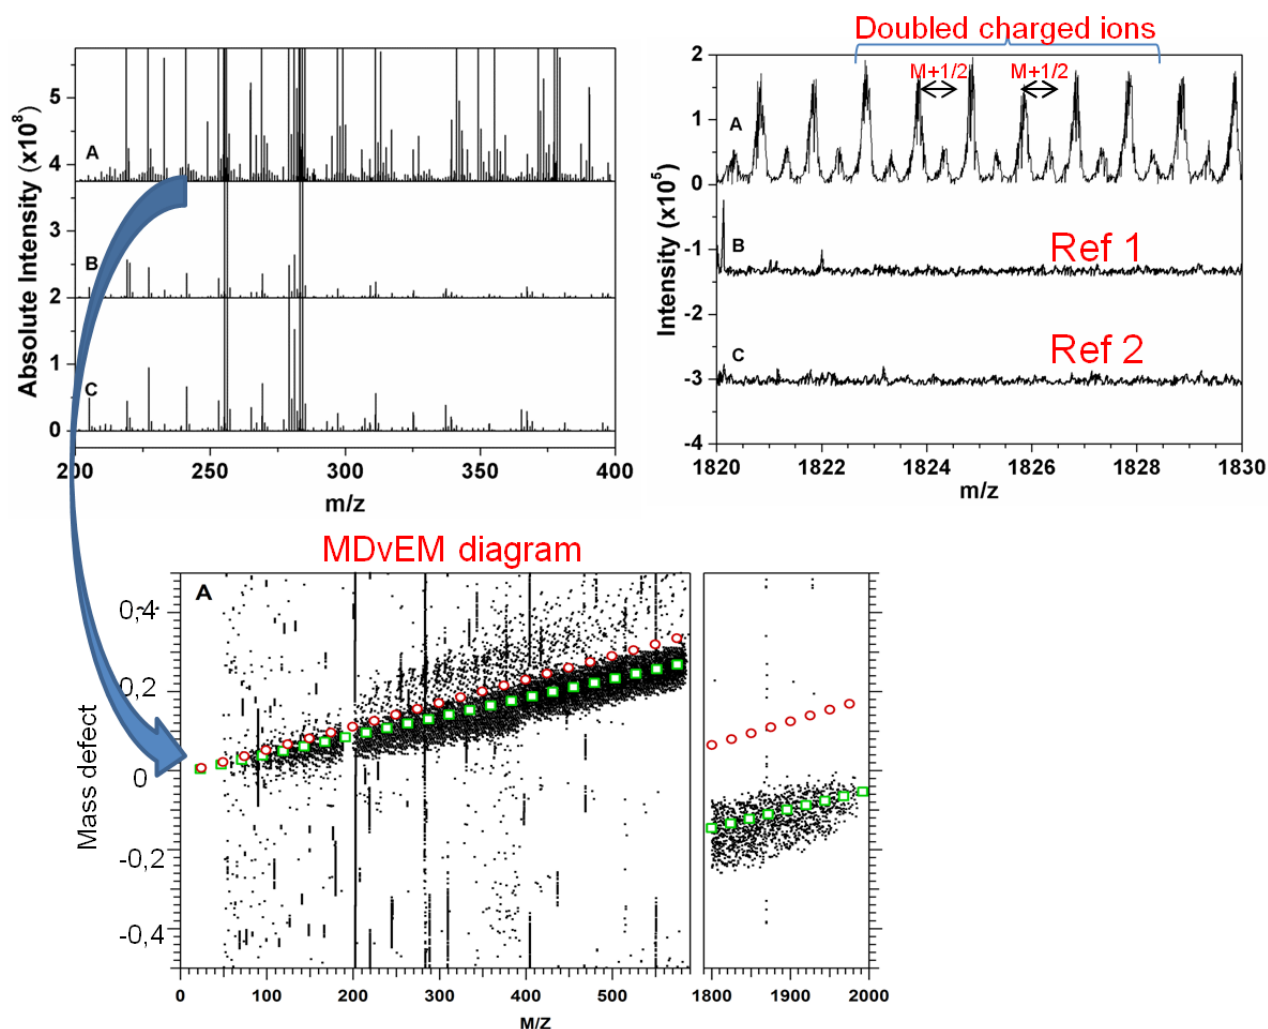 Doubled charged ions
M+1/2 M+1/2
Absolute Intensity (x10⁸)
5
4
3
2
1
0
A
B
C
200 250 300 350 400
m/z
Intensity (x10⁵)
2
1
0
-1
-2
-3
-4
A
B
Ref 1
C
Ref 2
1820 1822 1824 1826 1828 1830
m/z
MDvEM diagram
A
Mass defect
0,4
0,2
0
-0,2
-0,4
0 100 200 300 400 500
1800 1900 2000
M/Z